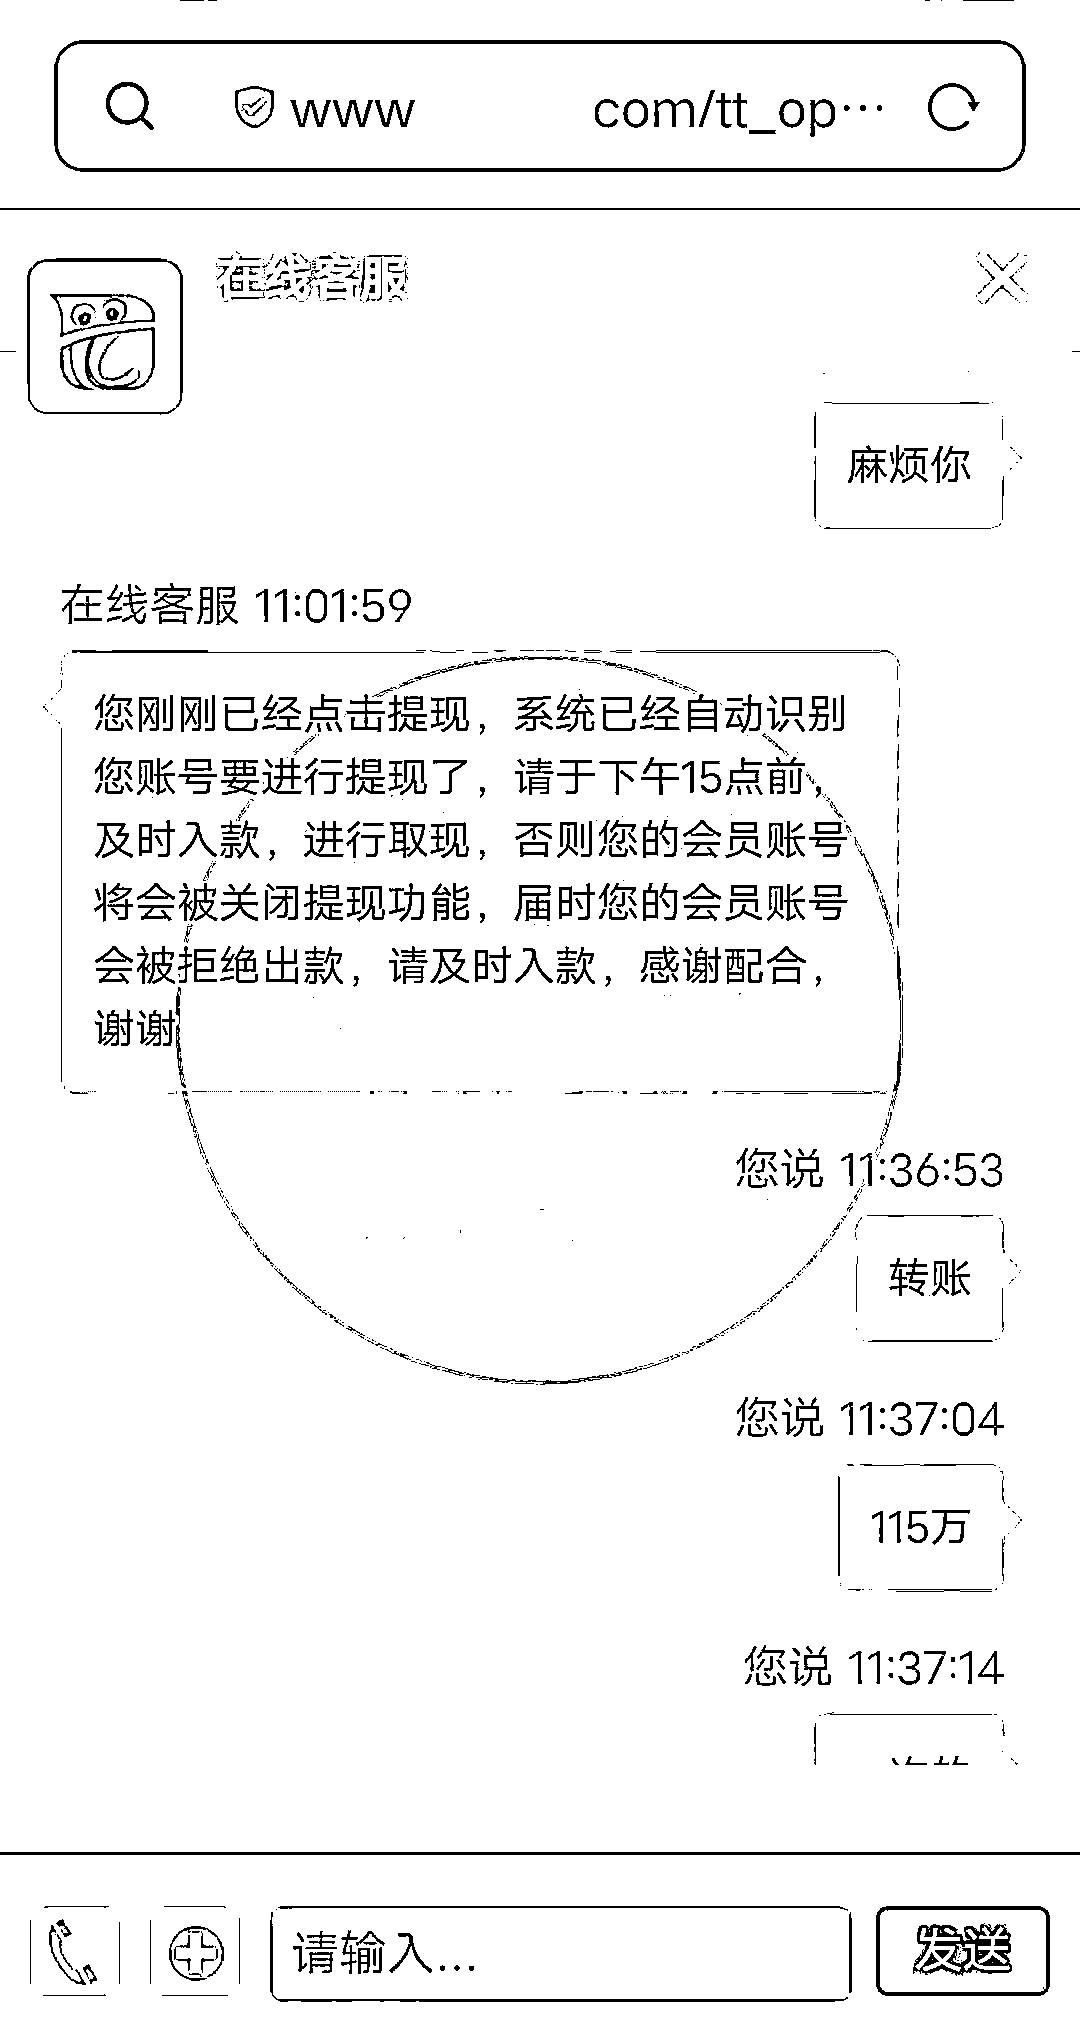 www com/tt_op…
在线客服
麻烦你
在线客服 11:01:59
您刚刚已经点击提现，系统已经自动识别
您账号要进行提现了，请于下午15点前，
及时入款，进行取现，否则您的会员账号
将会被关闭提现功能，届时您的会员账号
会被拒绝出款，请及时入款，感谢配合，
谢谢
您说 11:36:53
转账
您说 11:37:04
115万
您说 11:37:14
请输入...
发送